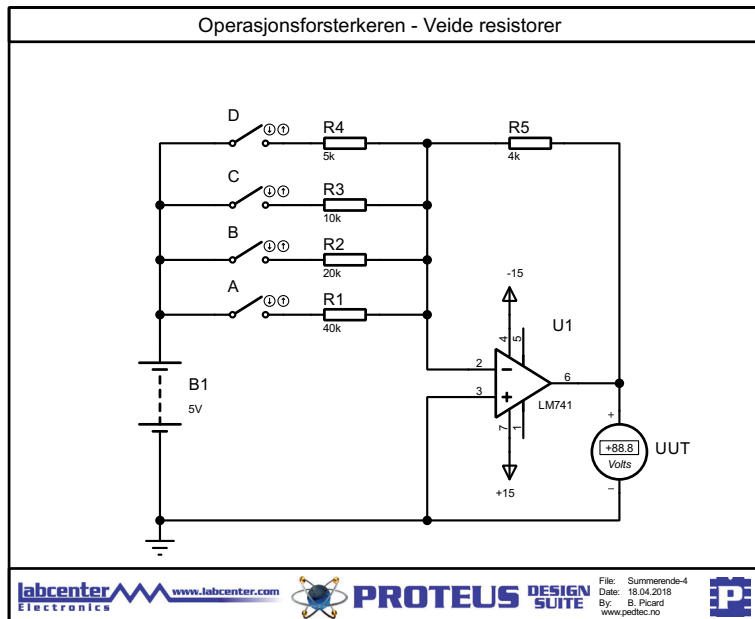 Operasjonsforsterkeren - Veide resistorer
D
R4
5k
R5
4k
C
R3
10k
B
R2
20k
A
R1
40k
-15
U1
4
5
2
3
6
LM741
7
1
+15
B1
5V
+
+88.8
Volts
UUT
labcenter
Electronics
www.labcenter.com
PROTEUS DESIGN SUITE
File: Summerende-4
Date: 18.04.2018
By: B. Picard
www.pedtec.no